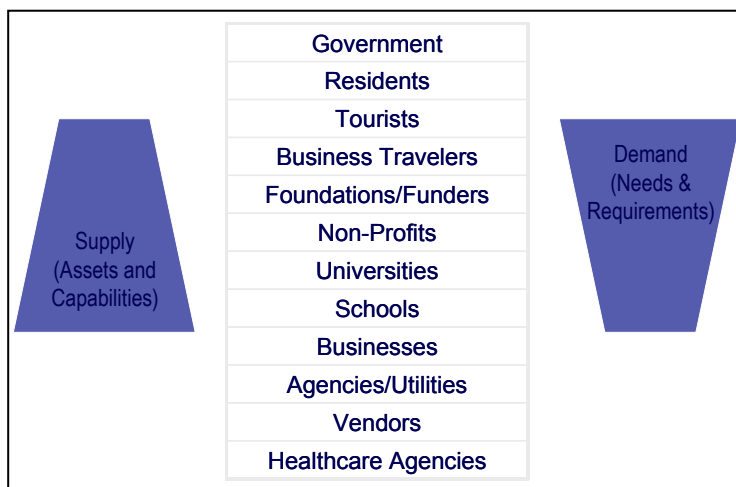 Government
Residents
Tourists
Business Travelers
Foundations/Funders
Non-Profits
Universities
Schools
Businesses
Agencies/Utilities
Vendors
Healthcare Agencies
Supply
(Assets and
Capabilities)
Demand
(Needs &
Requirements)